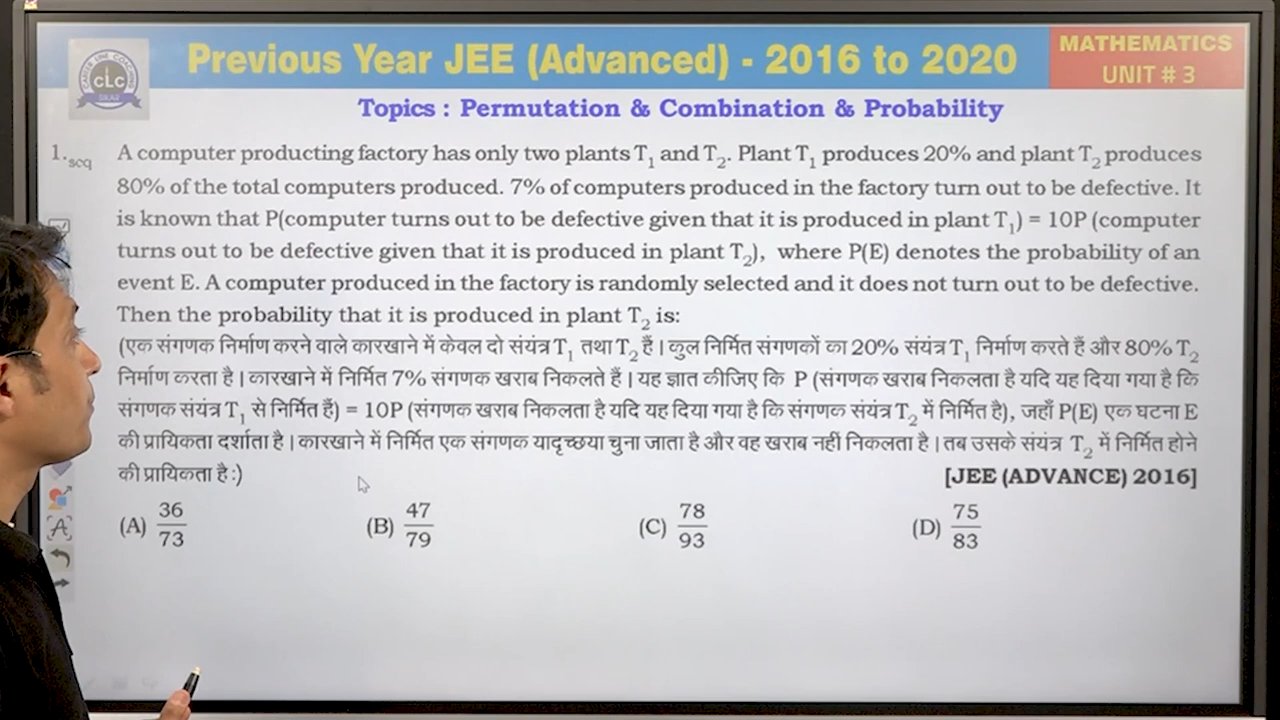 Previous Year JEE (Advanced) - 2016 to 2020
MATHEMATICS
UNIT # 3
CLC
Topics : Permutation & Combination & Probability
1. scq A computer producting factory has only two plants T₁ and T₂. Plant T₁ produces 20% and plant T₂ produces
80% of the total computers produced. 7% of computers produced in the factory turn out to be defective. It
is known that P(computer turns out to be defective given that it is produced in plant T₁) = 10P (computer
turns out to be defective given that it is produced in plant T₂), where P(E) denotes the probability of an
event E. A computer produced in the factory is randomly selected and it does not turn out to be defective.
Then the probability that it is produced in plant T₂ is:
(एक संगणक निर्माण करने वाले कारखाने में केवल दो संयंत्र T₁ तथा T₂ हैं। कुल निर्मित संगणकों का 20% संयंत्र T₁ निर्माण करते हैं और 80% T₂
निर्माण करता है। कारखाने में निर्मित 7% संगणक खराब निकलते हैं। यह ज्ञात कीजिए कि P (संगणक खराब निकलता है यदि यह दिया गया है कि
संगणक संयंत्र T₁ से निर्मित हैं) = 10P (संगणक खराब निकलता है यदि यह दिया गया है कि संगणक संयंत्र T₂ में निर्मित है), जहाँ P(E) एक घटना E
की प्रायिकता दर्शाता है। कारखाने में निर्मित एक संगणक यादृच्छया चुना जाता है और वह खराब नहीं निकलता है। तब उसके संयंत्र T₂ में निर्मित होने
की प्रायिकता है:)
[JEE (ADVANCE) 2016]
(A) 36/73 (B) 47/79 (C) 78/93 (D) 75/83